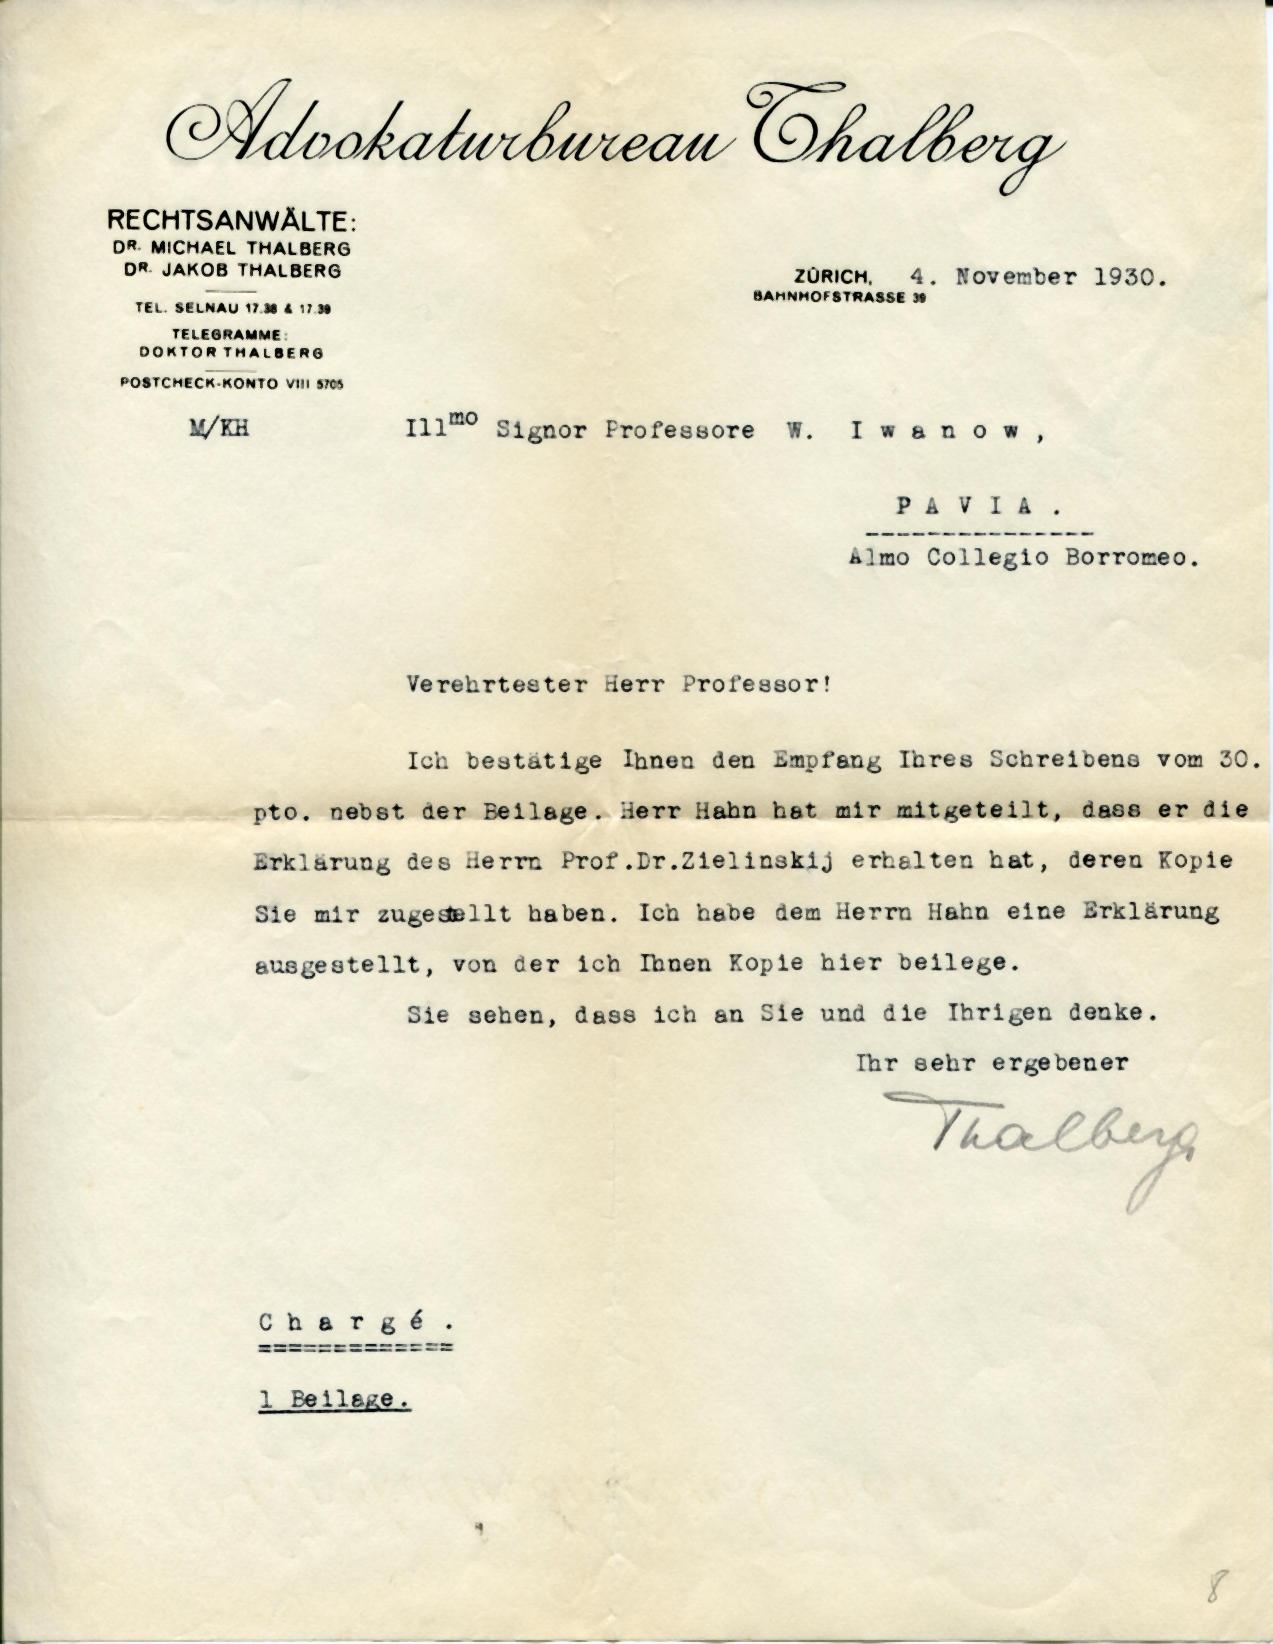 Advokaturbureau Thalberg
RECHTSANWÄLTE:
DR. MICHAEL THALBERG
DR. JAKOB THALBERG
TEL. SELNAU 17.38 & 17.39
TELEGRAMME:
DOKTOR THALBERG
POSTCHECK-KONTO VIII 5705
ZÜRICH, 4. November 1930.
BAHNHOFSTRASSE 39
M/KH
Illmo Signor Professore W. Iwanow,
PAVIA.
Almo Collegio Borromeo.
Verehrtester Herr Professor!
Ich bestätige Ihnen den Empfang Ihres Schreibens vom 30.
pto. nebst der Beilage. Herr Hahn hat mir mitgeteilt, dass er die
Erklärung des Herrn Prof.Dr.Zielinskij erhalten hat, deren Kopie
Sie mir zugestellt haben. Ich habe dem Herrn Hahn eine Erklärung
ausgestellt, von der ich Ihnen Kopie hier beilege.
Sie sehen, dass ich an Sie und die Ihrigen denke.
Ihr sehr ergebener
Thalberg
Chargé.
1 Beilage.
8